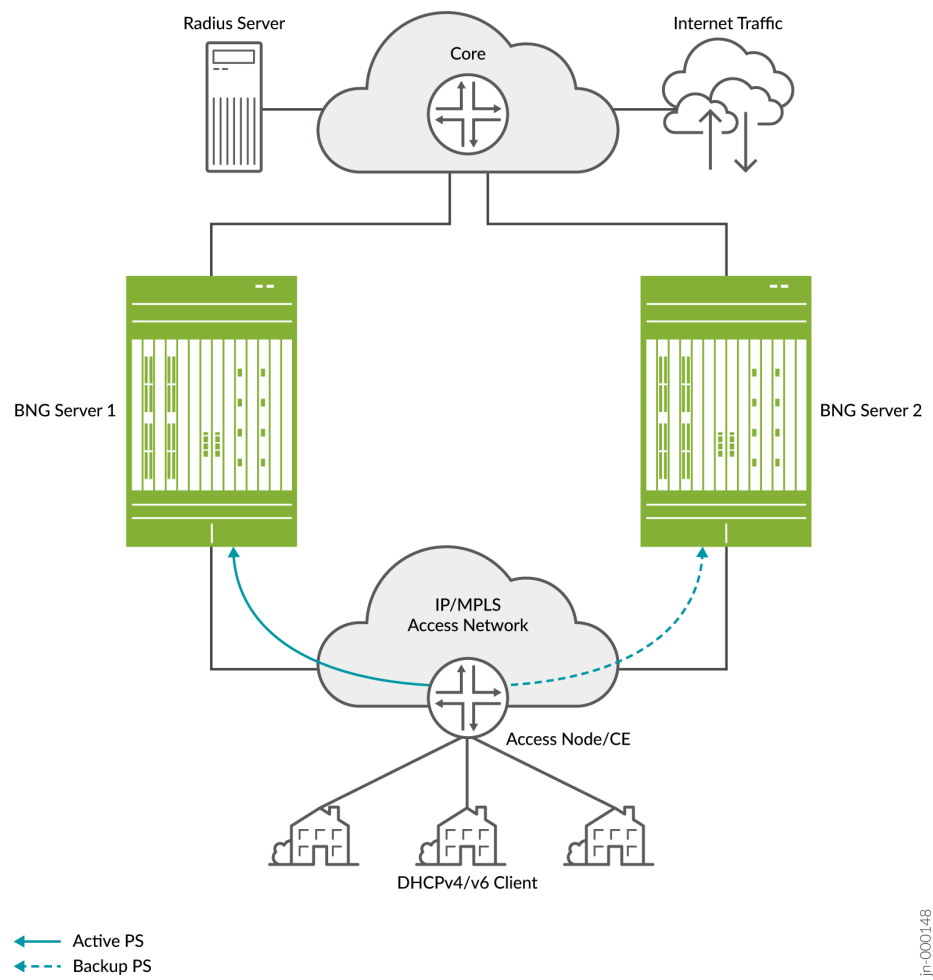 Radius Server
Internet Traffic
Core
BNG Server 1
BNG Server 2
IP/MPLS
Access Network
Access Node/CE
DHCPv4/v6 Client
Active PS
Backup PS
jn-000148